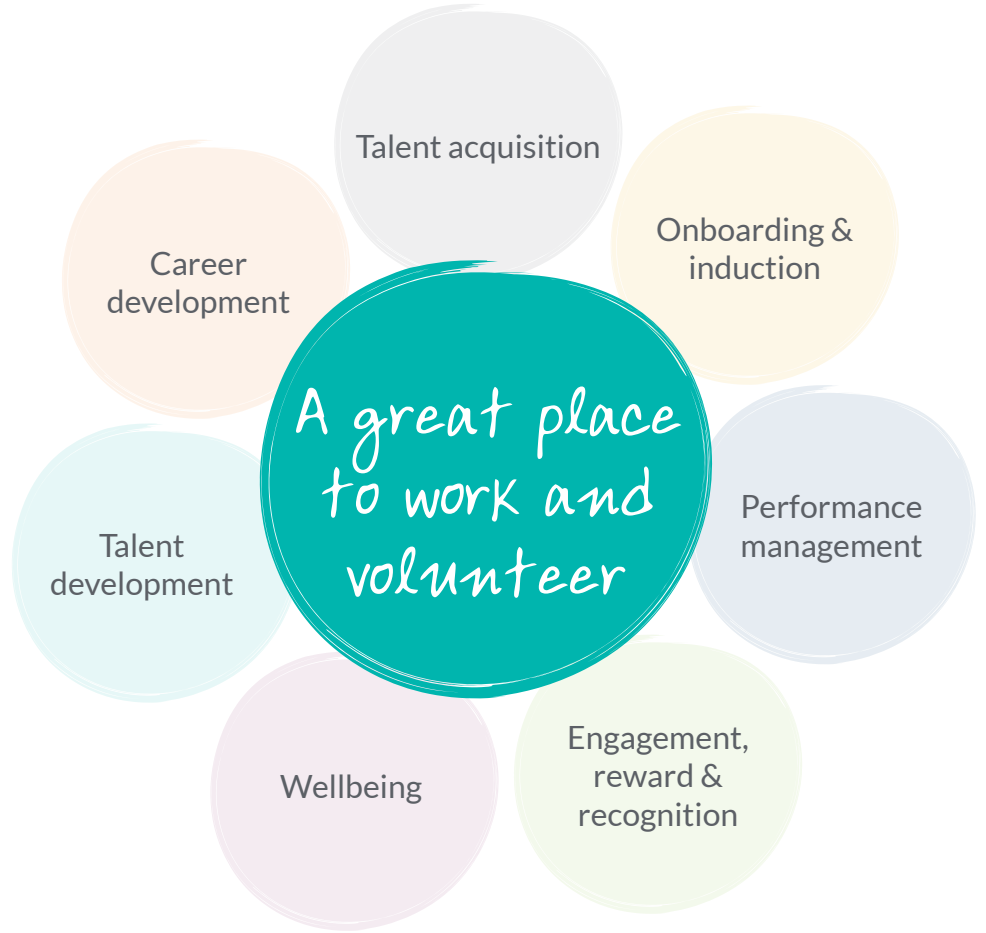 Talent acquisition
Onboarding &
induction
Career
development
A great place
to work and
volunteer
Performance
management
Talent
development
Engagement,
reward &
recognition
Wellbeing